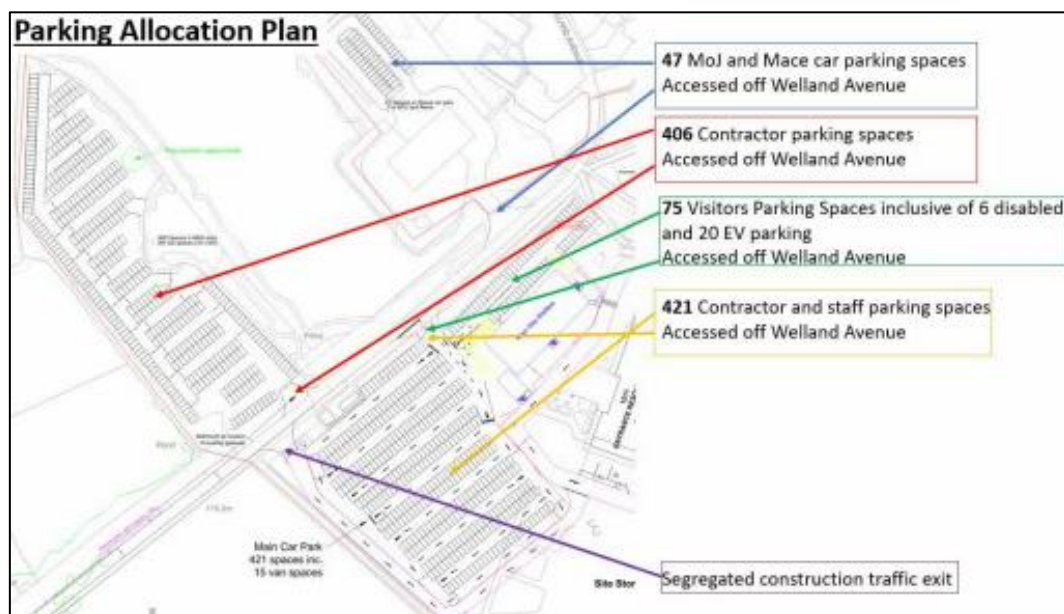 Parking Allocation Plan
47 MoJ and Mace car parking spaces
Accessed off Welland Avenue
406 Contractor parking spaces
Accessed off Welland Avenue
75 Visitors Parking Spaces inclusive of 6 disabled
and 20 EV parking
Accessed off Welland Avenue
421 Contractor and staff parking spaces
Accessed off Welland Avenue
Main Car Park
421 spaces inc.
15 van spaces
Site Stor
Segregated construction traffic exit